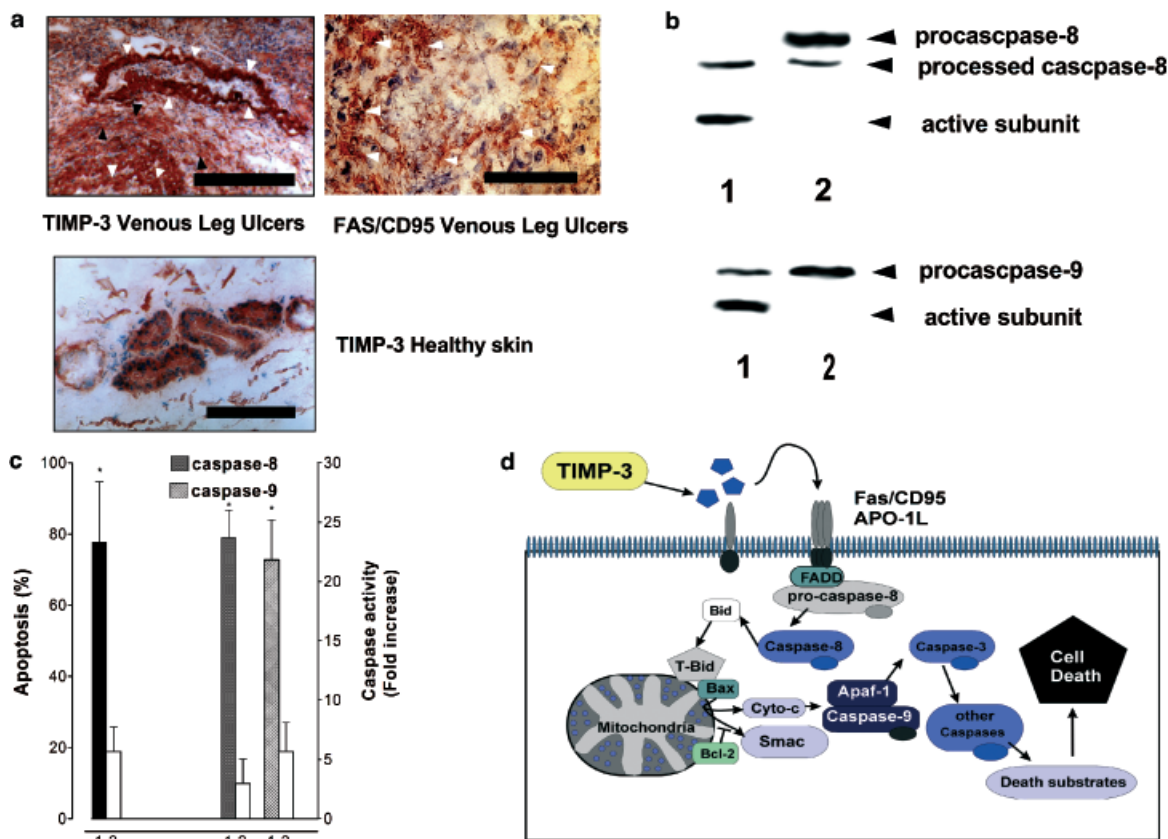 a
TIMP-3 Venous Leg Ulcers
FAS/CD95 Venous Leg Ulcers
TIMP-3 Healthy skin
b
procascpase-8
processed cascpase-8
active subunit
1 2
procascpase-9
active subunit
1 2
c
caspase-8
caspase-9
Apoptosis (%)
100
80
60
40
20
0
* * *
30
25
20
15
10
5
0
Caspase activity
(Fold increase)
d
TIMP-3
Fas/CD95
APO-1L
FADD
pro-caspase-8
Bid
Caspase-8
T-Bid
Bax
Mitochondria
Bcl-2
Cyto-c
Smac
Apaf-1
Caspase-9
Caspase-3
other
Caspases
Death substrates
Cell
Death